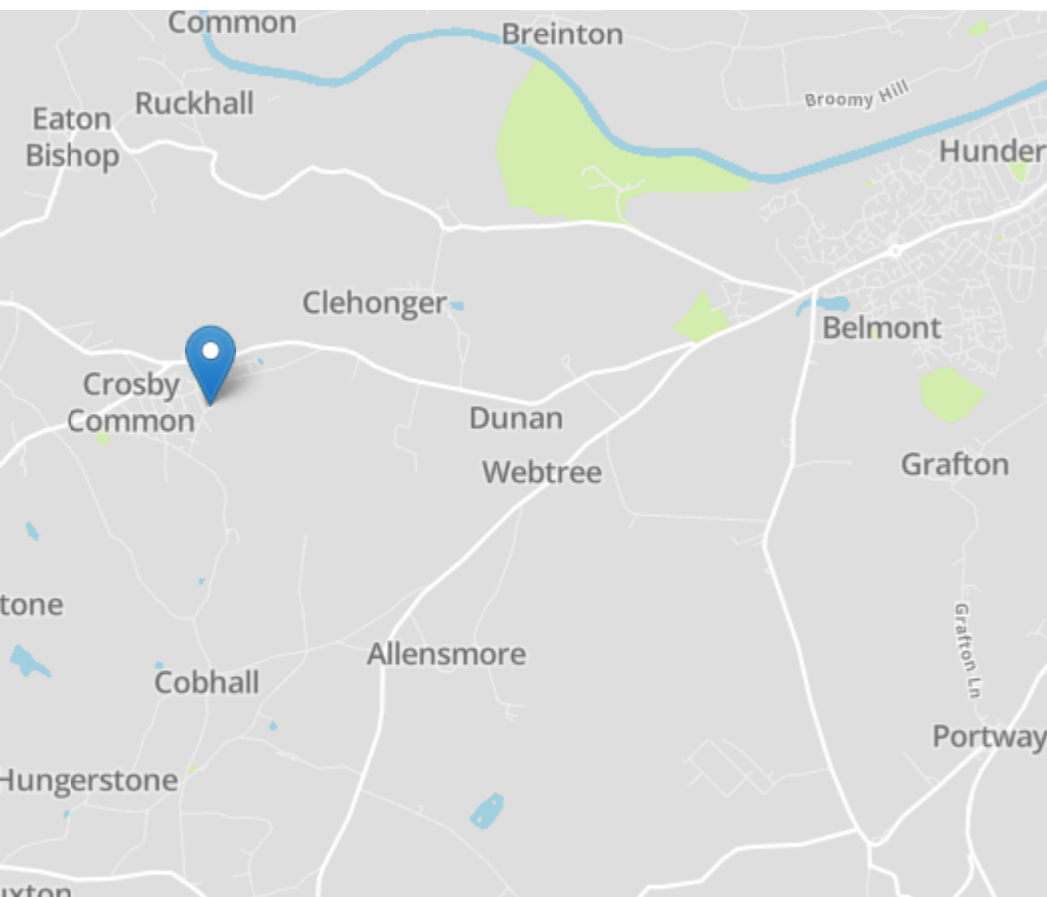 Common
Breinton
Broomy Hill
Ruckhall
Eaton
Bishop
Hunder
Clehonger
Belmont
Crosby
Common
Dunan
Grafton
Webtree
tone
Grafton Ln
Allensmore
Cobhall
Portway
Hungerstone
uxton